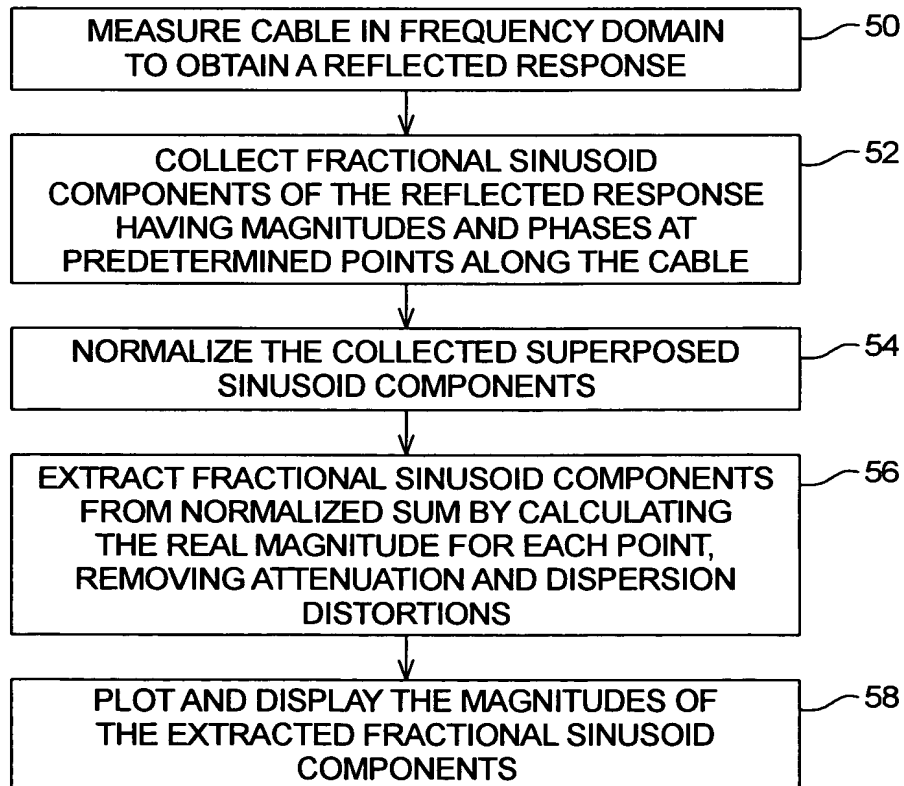 MEASURE CABLE IN FREQUENCY DOMAIN
TO OBTAIN A REFLECTED RESPONSE
50
COLLECT FRACTIONAL SINUSOID
COMPONENTS OF THE REFLECTED RESPONSE
HAVING MAGNITUDES AND PHASES AT
PREDETERMINED POINTS ALONG THE CABLE
52
NORMALIZE THE COLLECTED SUPERPOSED
SINUSOID COMPONENTS
54
EXTRACT FRACTIONAL SINUSOID COMPONENTS
FROM NORMALIZED SUM BY CALCULATING
THE REAL MAGNITUDE FOR EACH POINT,
REMOVING ATTENUATION AND DISPERSION
DISTORTIONS
56
PLOT AND DISPLAY THE MAGNITUDES OF
THE EXTRACTED FRACTIONAL SINUSOID
COMPONENTS
58